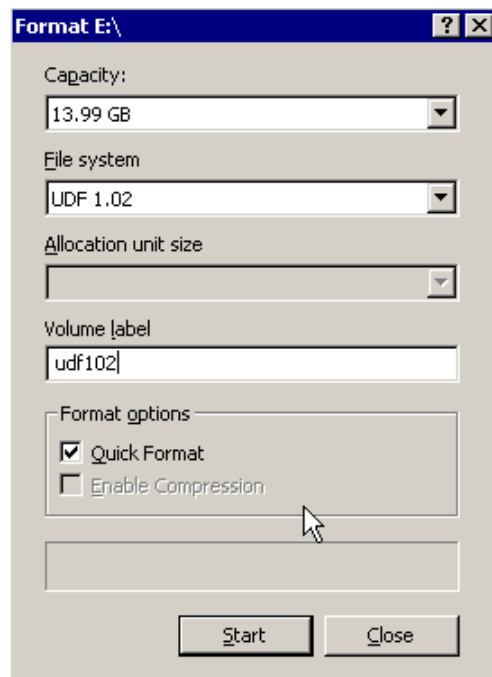 Format E:\
Capacity:
13.99 GB
File system
UDF 1.02
Allocation unit size
Volume label
udf102
Format options
Quick Format
Enable Compression
Start Close